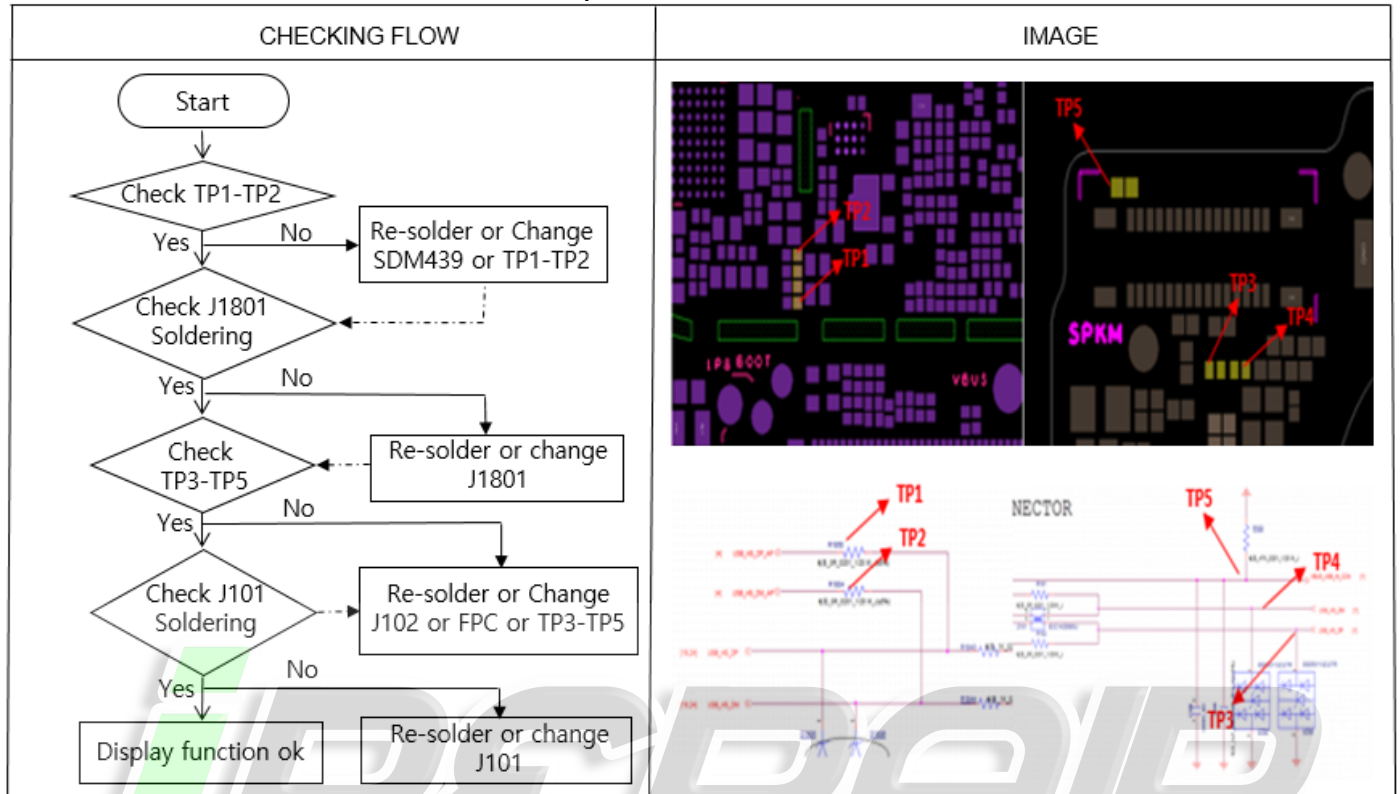 CHECKING FLOW
IMAGE
Start
Check TP1-TP2
Yes
No
Re-solder or Change
SDM439 or TP1-TP2
Check J1801
Soldering
Yes
No
Re-solder or change
J1801
Check
TP3-TP5
Yes
No
Re-solder or Change
J102 or FPC or TP3-TP5
Check J101
Soldering
Yes
No
Display function ok
Re-solder or change
J101
TP2
TP1
VBUS
TP5
TP3
TP4
SPKM
TP1
TP2
NECTOR
TP5
TP4
TP3